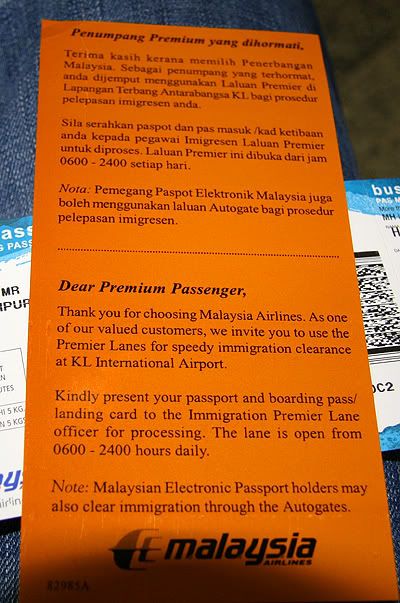 Penumpang Premium yang dihormati,
Terima kasih kerana memilih Penerbangan
Malaysia. Sebagai penumpang yang terhormat,
anda dijemput menggunakan Laluan Premier di
Lapangan Terbang Antarabangsa KL bagi prosedur
pelepasan imigresen anda.
Sila serahkan paspot dan pas masuk /kad ketibaan
anda kepada pegawai Imigresen Laluan Premier
untuk diproses. Laluan Premier ini dibuka dari jam
0600 - 2400 setiap hari.
Nota: Pemegang Paspot Elektronik Malaysia juga
boleh menggunakan laluan Autogate bagi prosedur
pelepasan imigresen.
Dear Premium Passenger,
Thank you for choosing Malaysia Airlines. As one
of our valued customers, we invite you to use the
Premier Lanes for speedy immigration clearance
at KL International Airport.
Kindly present your passport and boarding pass/
landing card to the Immigration Premier Lane
officer for processing. The lane is open from
0600 - 2400 hours daily.
Note: Malaysian Electronic Passport holders may
also clear immigration through the Autogates.
malaysia
AIRLINES
82985A
MR
5 KG
bus
MH